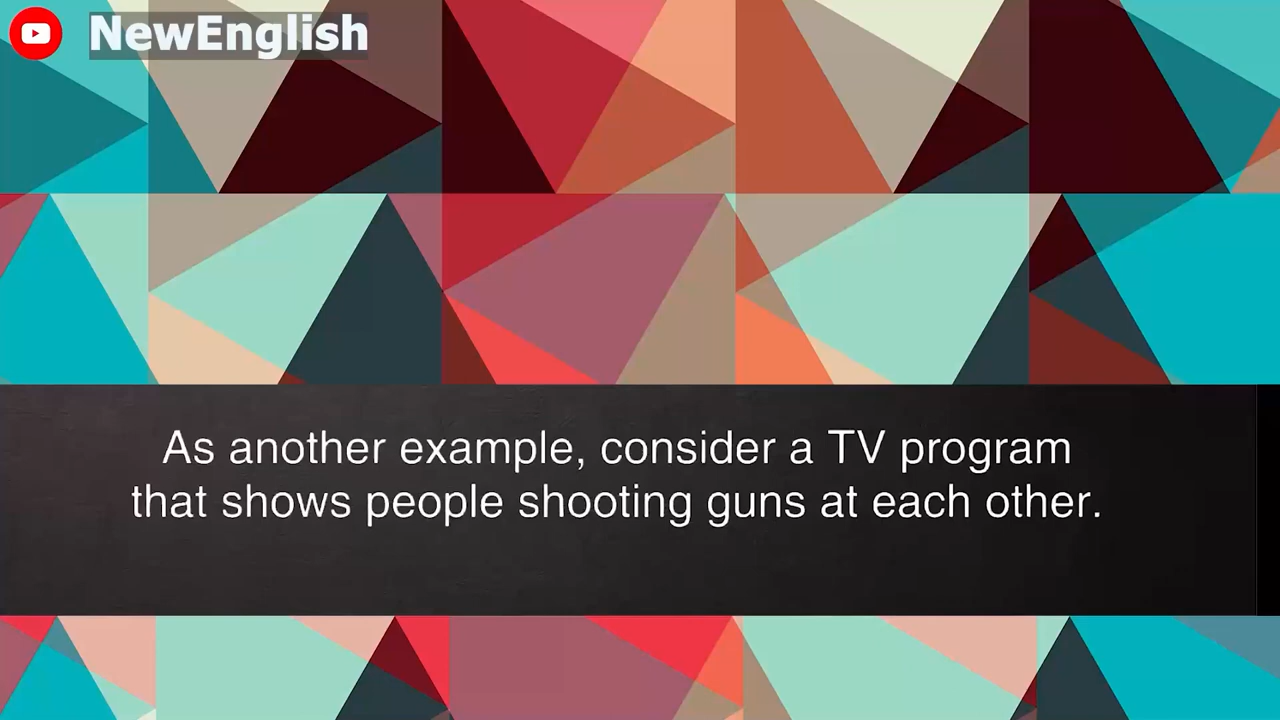 NewEnglish
As another example, consider a TV program
that shows people shooting guns at each other.